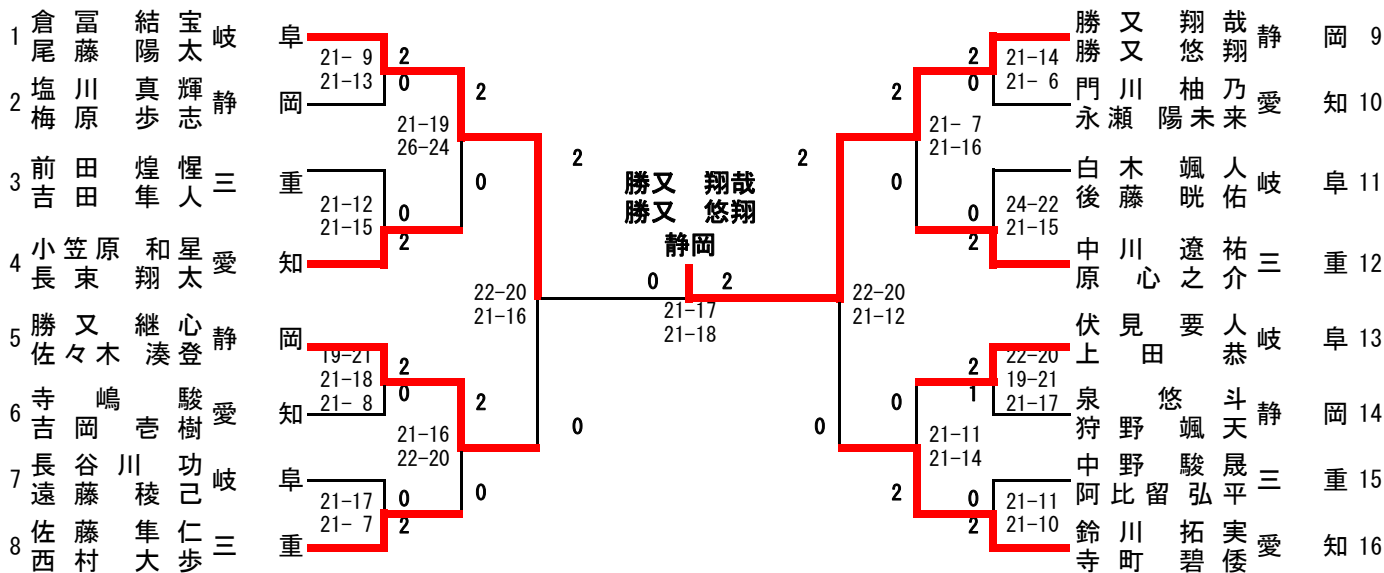 1 倉冨 結宝 岐阜
尾藤 陽太
21- 9 2
21-13 0
2 塩川 真輝 静岡
梅原 歩志
2
21-19
26-24
0
3 前田 煌惺 三重
吉田 隼人
21-12 0
21-15 2
4 小笠原 和星 愛知
長束 翔太
2
22-20
21-16
0
5 勝又 継心 静岡
佐々木 湊登
19-21
21-18 2
21- 8 0
6 寺嶋 駿 愛知
吉岡 壱樹
2
21-16
22-20
0
7 長谷川 功 岐阜
遠藤 稜己
21-17 0
21- 7 2
8 佐藤 隼仁 三重
西村 大歩
勝又 翔哉
勝又 悠翔
静岡
0 2
21-17
21-18
勝又 翔哉 静岡 9
勝又 悠翔
2 21-14
0 21- 6
門川 柚乃 愛知 10
永瀬 陽未来
2
21- 7
21-16
0
白木 颯人 岐阜 11
後藤 晄佑
0 24-22
2 21-15
中川 遼祐 三重 12
原 心之介
2
22-20
21-12
0
伏見 要人 岐阜 13
上田 恭
22-20
2 19-21
1 21-17
泉 悠斗 静岡 14
狩野 颯天
0
21-11
21-14
2
中野 駿晟 三重 15
阿比留 弘平
0 21-11
2 21-10
鈴川 拓実 愛知 16
寺町 碧倭